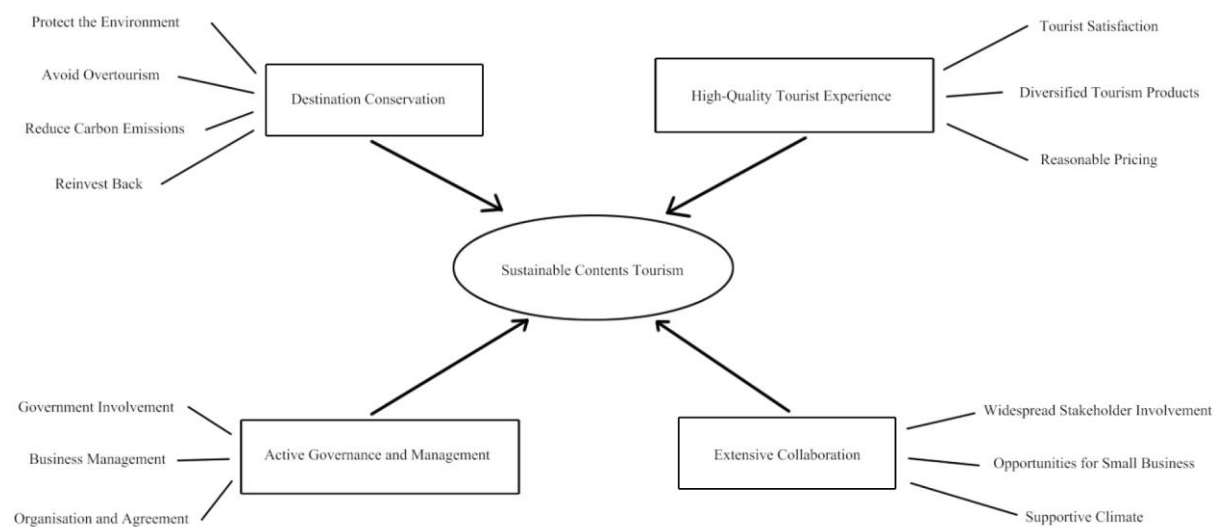 Protect the Environment
Avoid Overtourism
Reduce Carbon Emissions
Reinvest Back
Destination Conservation
High-Quality Tourist Experience
Tourist Satisfaction
Diversified Tourism Products
Reasonable Pricing
Sustainable Contents Tourism
Government Involvement
Business Management
Organisation and Agreement
Active Governance and Management
Extensive Collaboration
Widespread Stakeholder Involvement
Opportunities for Small Business
Supportive Climate